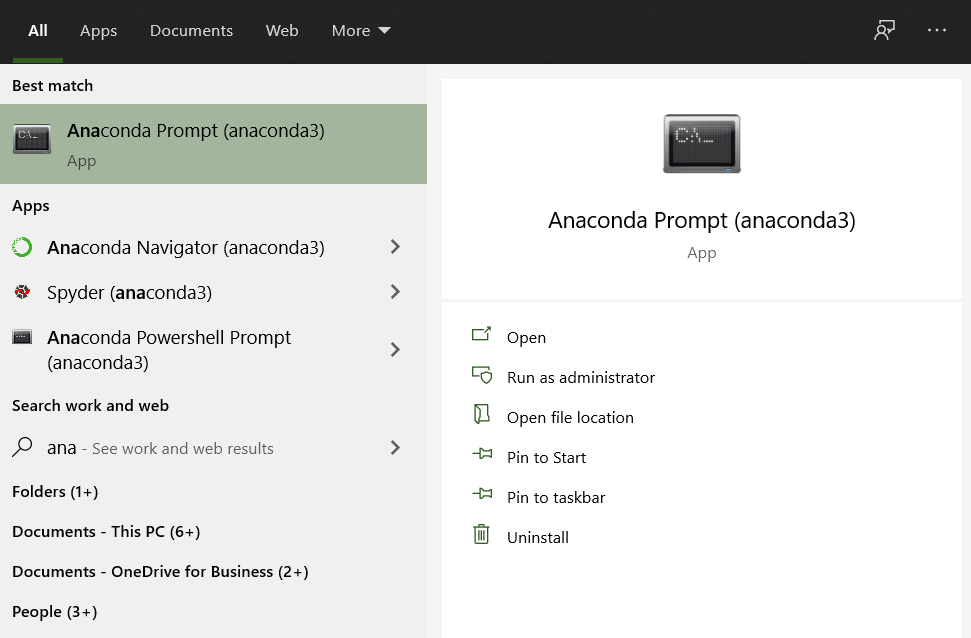 All Apps Documents Web More
Best match
Anaconda Prompt (anaconda3)
App
Apps
Anaconda Navigator (anaconda3)
Spyder (anaconda3)
Anaconda Powershell Prompt
(anaconda3)
Search work and web
ana - See work and web results
Folders (1+)
Documents - This PC (6+)
Documents - OneDrive for Business (2+)
People (3+)
C:\_
Anaconda Prompt (anaconda3)
App
Open
Run as administrator
Open file location
Pin to Start
Pin to taskbar
Uninstall